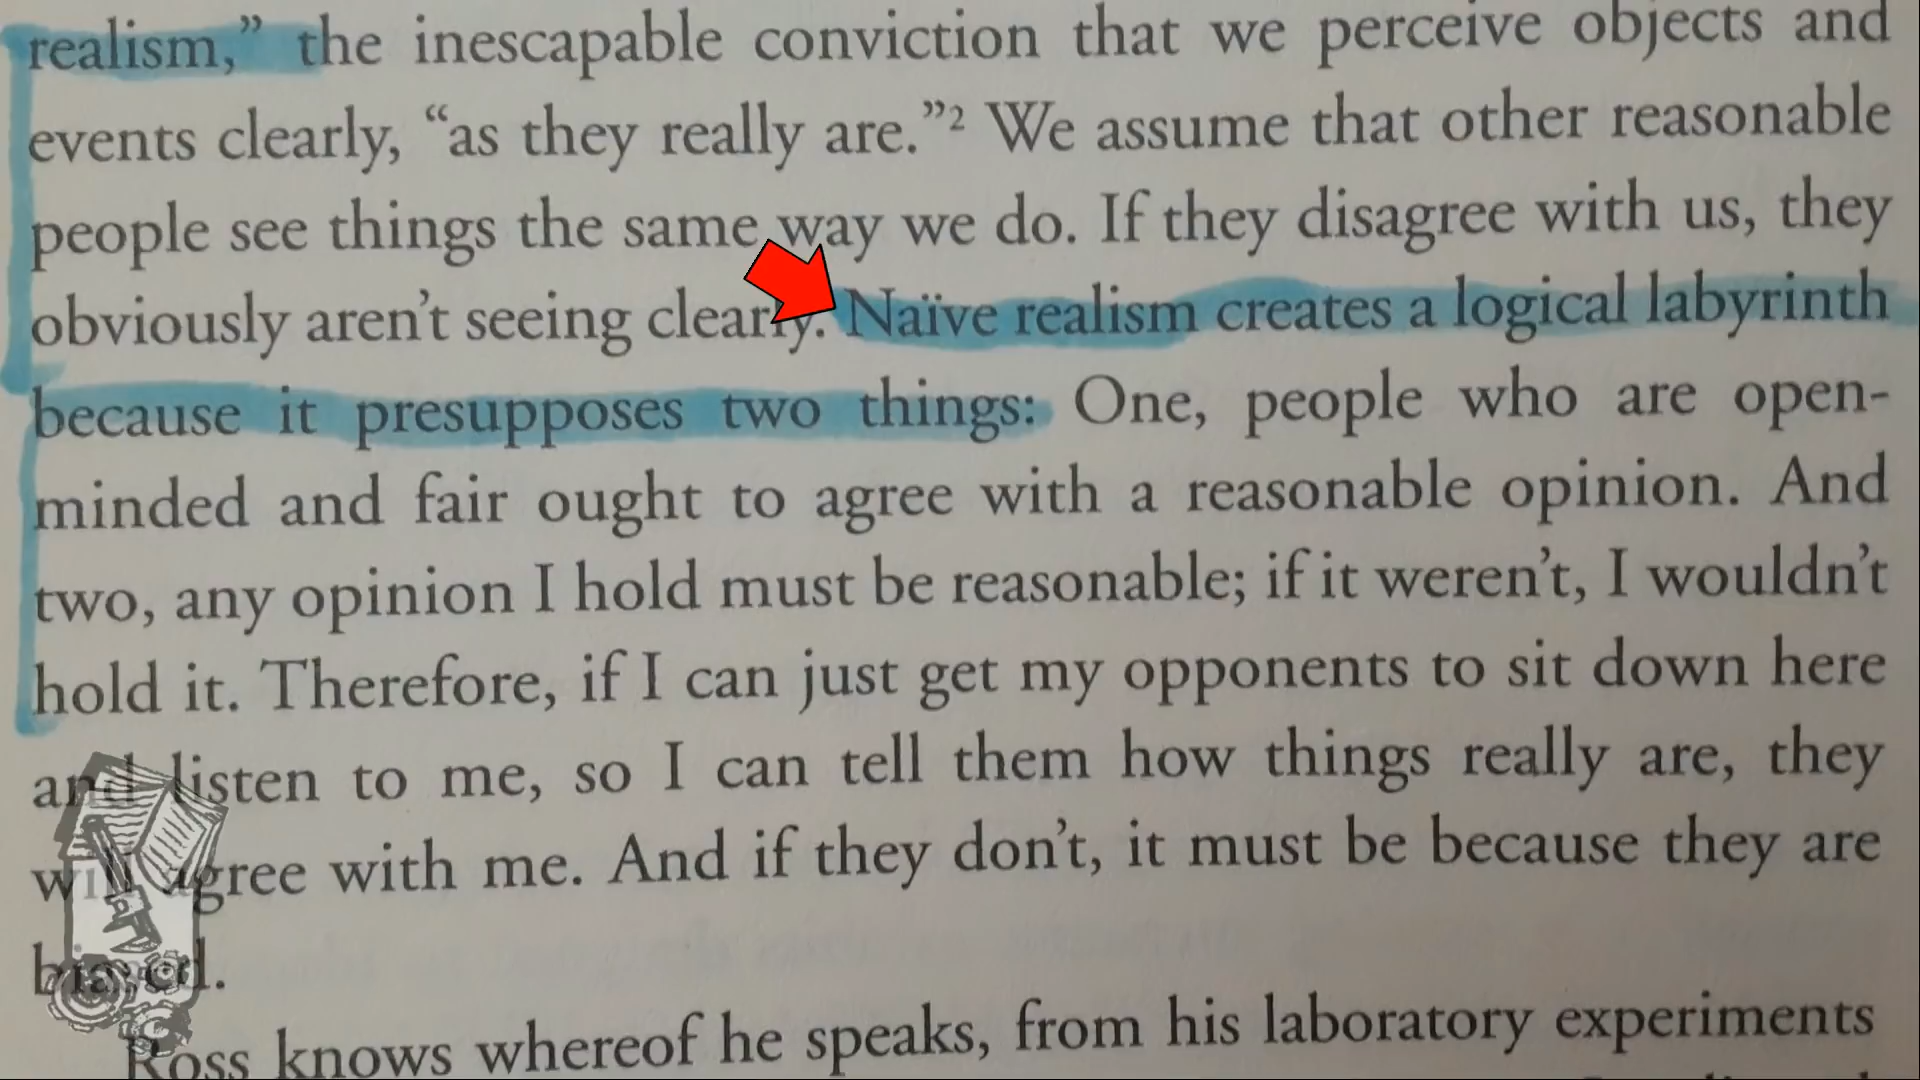 realism,” the inescapable conviction that we perceive objects and
events clearly, “as they really are.”² We assume that other reasonable
people see things the same way we do. If they disagree with us, they
obviously aren’t seeing clearly. Naïve realism creates a logical labyrinth
because it presupposes two things: One, people who are open-
minded and fair ought to agree with a reasonable opinion. And
two, any opinion I hold must be reasonable; if it weren’t, I wouldn’t
hold it. Therefore, if I can just get my opponents to sit down here
and listen to me, so I can tell them how things really are, they
will agree with me. And if they don’t, it must be because they are
biased.
Ross knows whereof he speaks, from his laboratory experiments